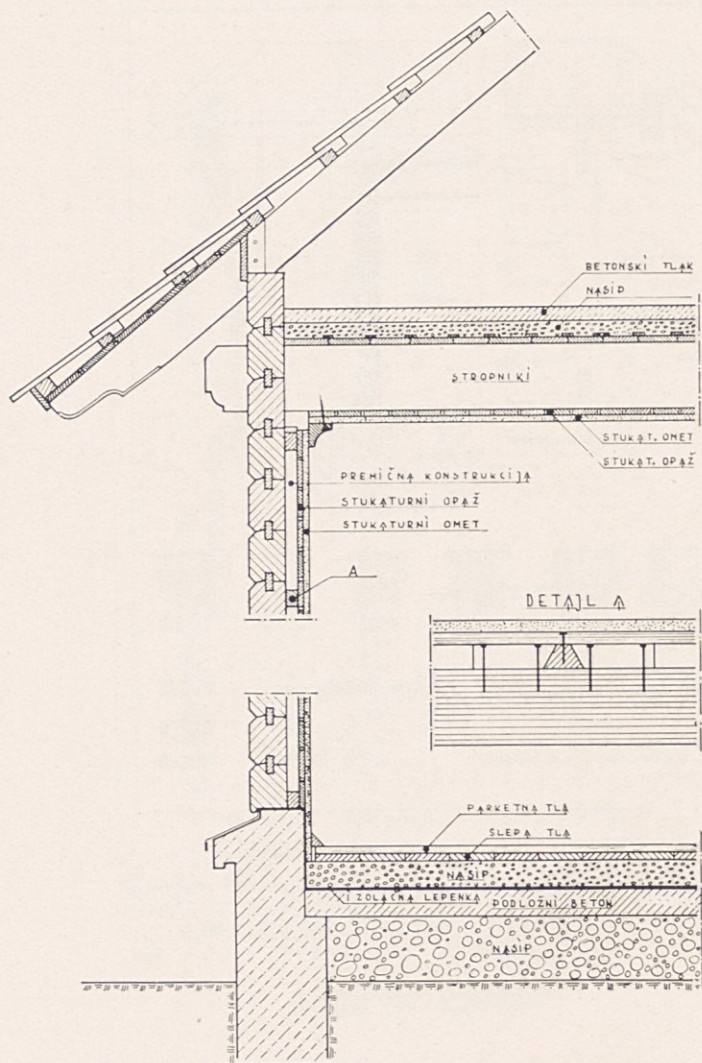 BETONSKI TLAK
NASIP
STROPNIKI
STUKAT. OMET
STUKAT. OPAŽ
PREMIČNA KONSTRUKCIJA
STUKATURNI OPAŽ
STUKATURNI OMET
A
DETAJL A
PARKETNA TLA
SLEPA TLA
NASIP
IZOLAČNA LEPENKA
PODLOŽNI BETON
NASIP